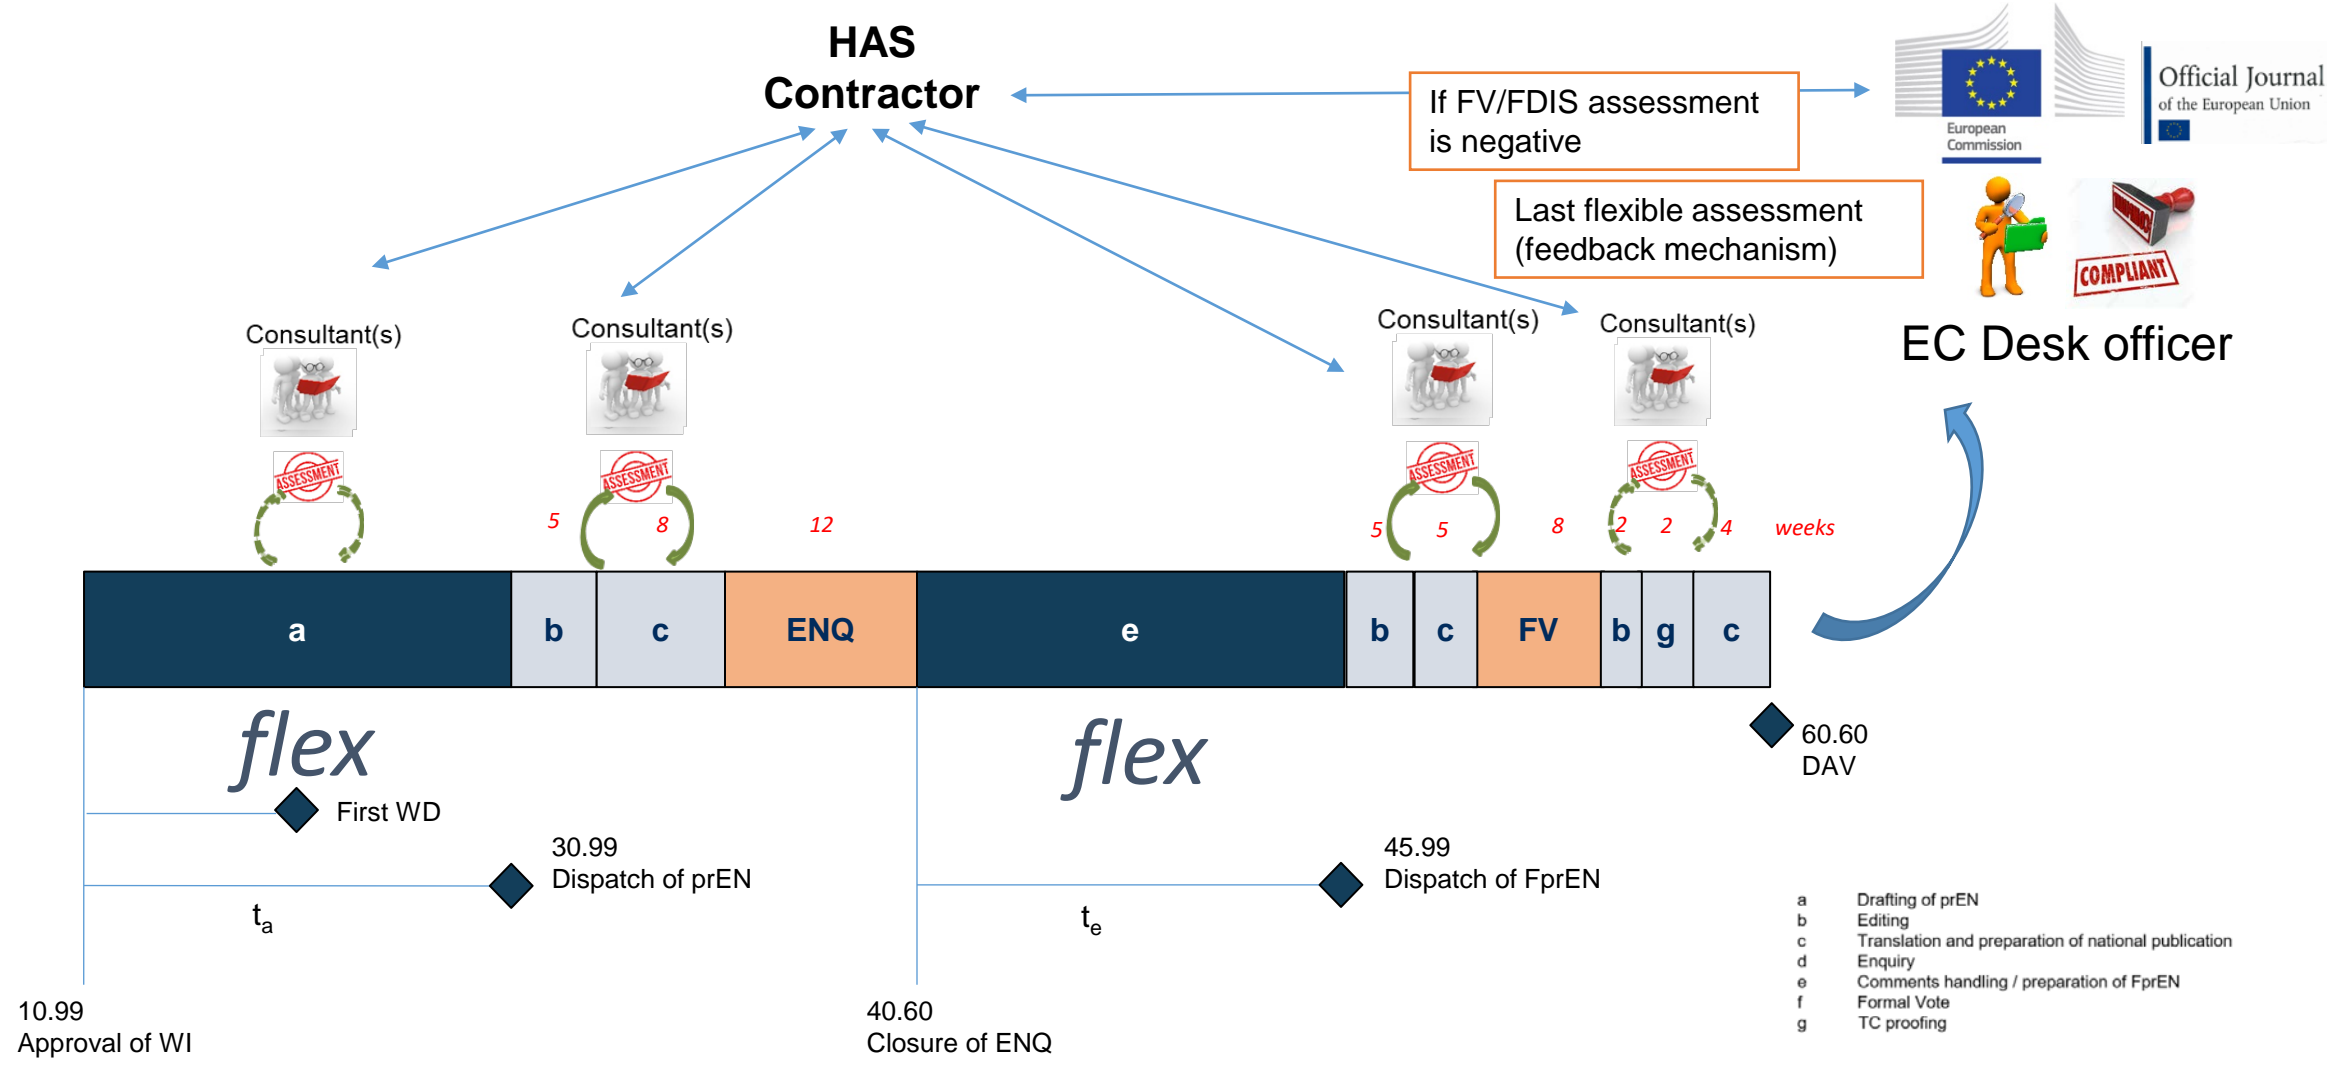 HAS
Contractor
If FV/FDIS assessment
is negative
European
Commission
Official Journal
of the European Union
Last flexible assessment
(feedback mechanism)
COMPLIANT
EC Desk officer
Consultant(s)
Consultant(s)
Consultant(s)
Consultant(s)
ASSESSMENT
ASSESSMENT
ASSESSMENT
ASSESSMENT
5 8 12 5 5 8 2 2 4 weeks
a b c ENQ e b c FV b g c
flex flex
First WD
60.60
DAV
30.99
Dispatch of prEN
45.99
Dispatch of FprEN
ta
te
a Drafting of prEN
b Editing
c Translation and preparation of national publication
d Enquiry
e Comments handling / preparation of FprEN
f Formal Vote
g TC proofing
10.99
Approval of WI
40.60
Closure of ENQ